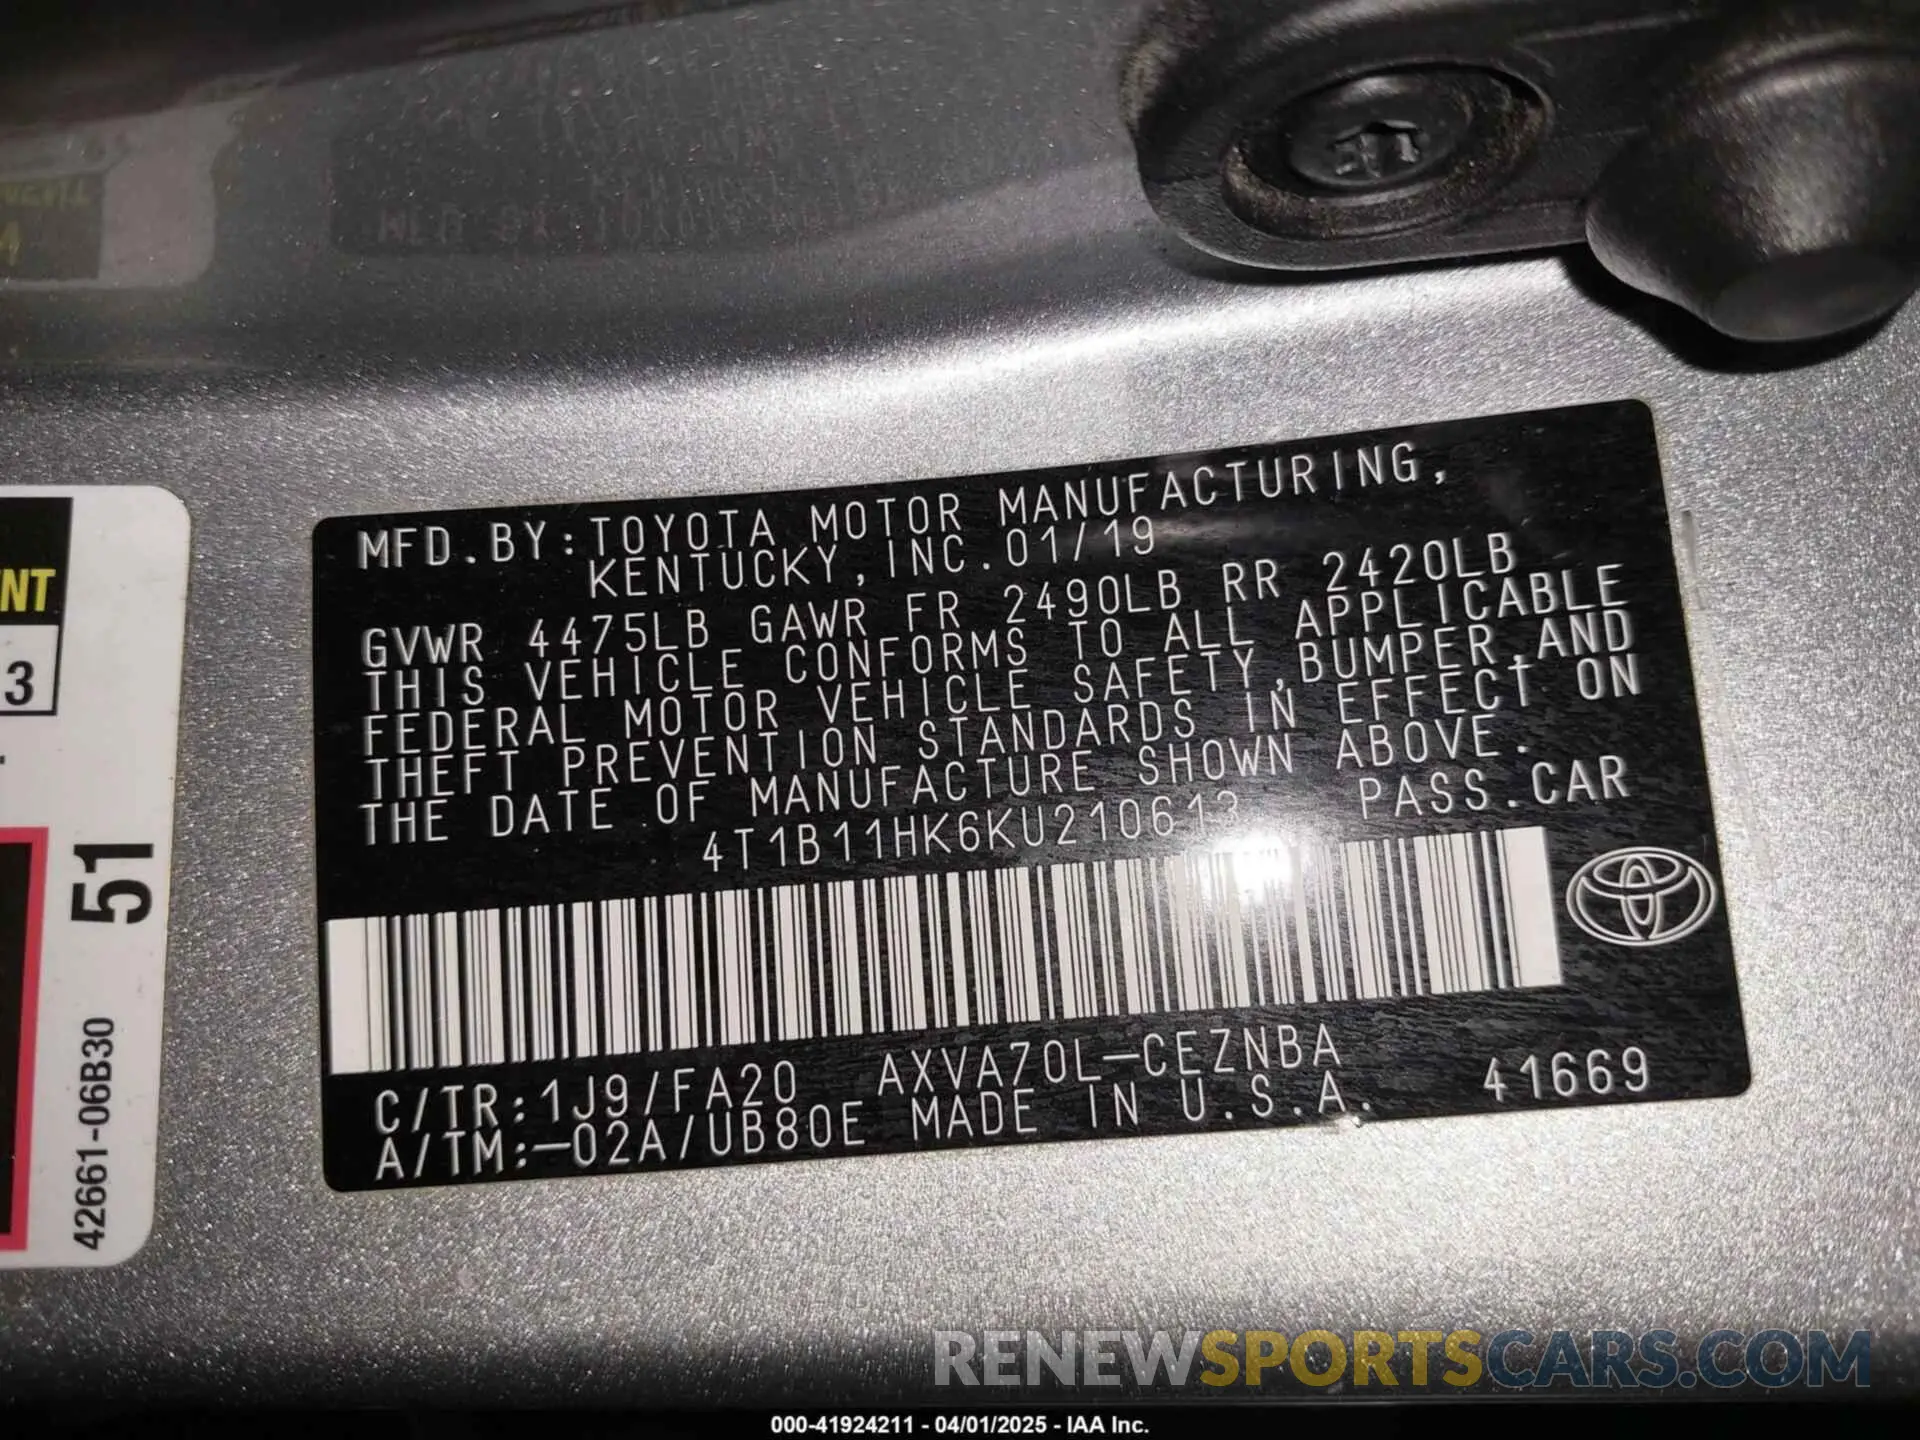 MFD.BY:TOYOTA MOTOR MANUFACTURING,
KENTUCKY,INC.01/19
GVWR 4475LB GAWR FR 2490LB RR 2420LB
THIS VEHICLE CONFORMS TO ALL APPLICABLE
FEDERAL MOTOR VEHICLE SAFETY,BUMPER,AND
THEFT PREVENTION STANDARDS IN EFFECT ON
THE DATE OF MANUFACTURE SHOWN ABOVE.
4T1B11HK6KU210613 PASS.CAR
C/TR:1J9/FA20 AXVA70L-CEZNBA
A/TM:-02A/UB80E MADE IN U.S.A. 41669
3
51
42661-06B30
RENEWSPORTSCARS.COM
000-41924211 - 04/01/2025 - IAA Inc.